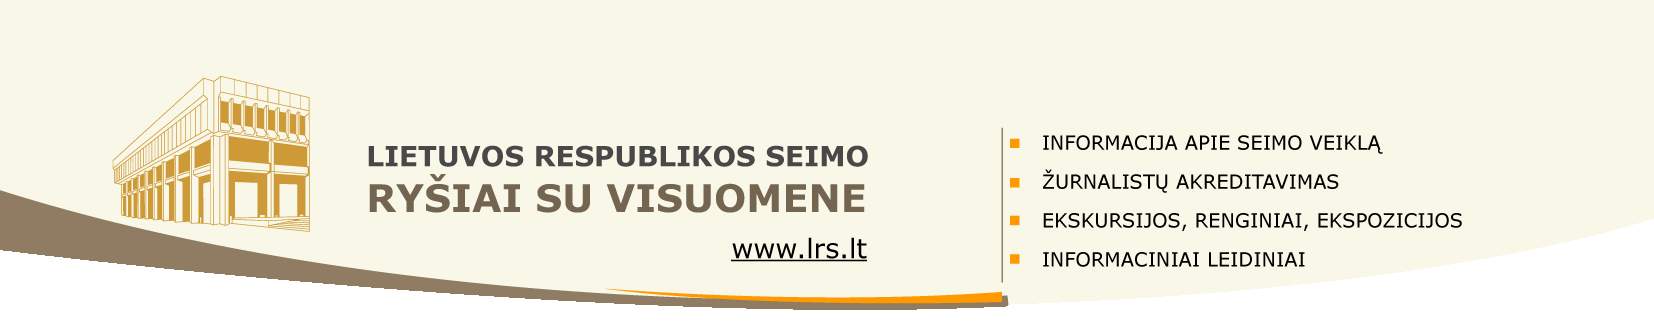 LIETUVOS RESPUBLIKOS SEIMO
RYŠIAI SU VISUOMENE
www.lrs.lt
INFORMACIJA APIE SEIMO VEIKLĄ
ŽURNALISTŲ AKREDITAVIMAS
EKSKURSIJOS, RENGINIAI, EKSPOZICIJOS
INFORMACINIAI LEIDINIAI